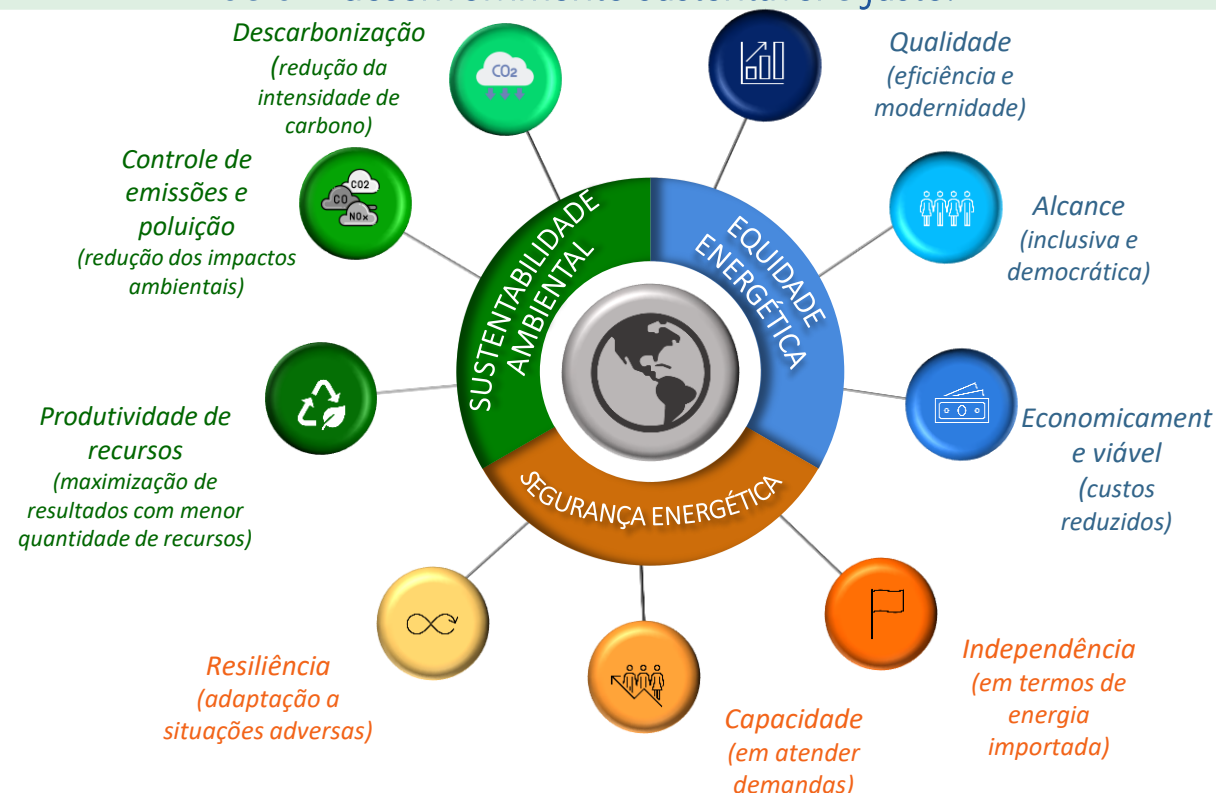 Descarbonização
(redução da
intensidade de
carbono)
CO2
Qualidade
(eficiência e
modernidade)
Controle de
emissões e
poluição
(redução dos impactos
ambientais)
CO2
CO
NOx
Alcance
(inclusiva e
democrática)
SUSTENTABILIDADE
AMBIENTAL
EQUIDADE
ENERGÉTICA
Produtividade de
recursos
(maximização de
resultados com menor
quantidade de recursos)
Economicament
e viável
(custos
reduzidos)
SEGURANÇA ENERGÉTICA
Resiliência
(adaptação a
situações adversas)
Capacidade
(em atender
demandas)
Independência
(em termos de
energia
importada)